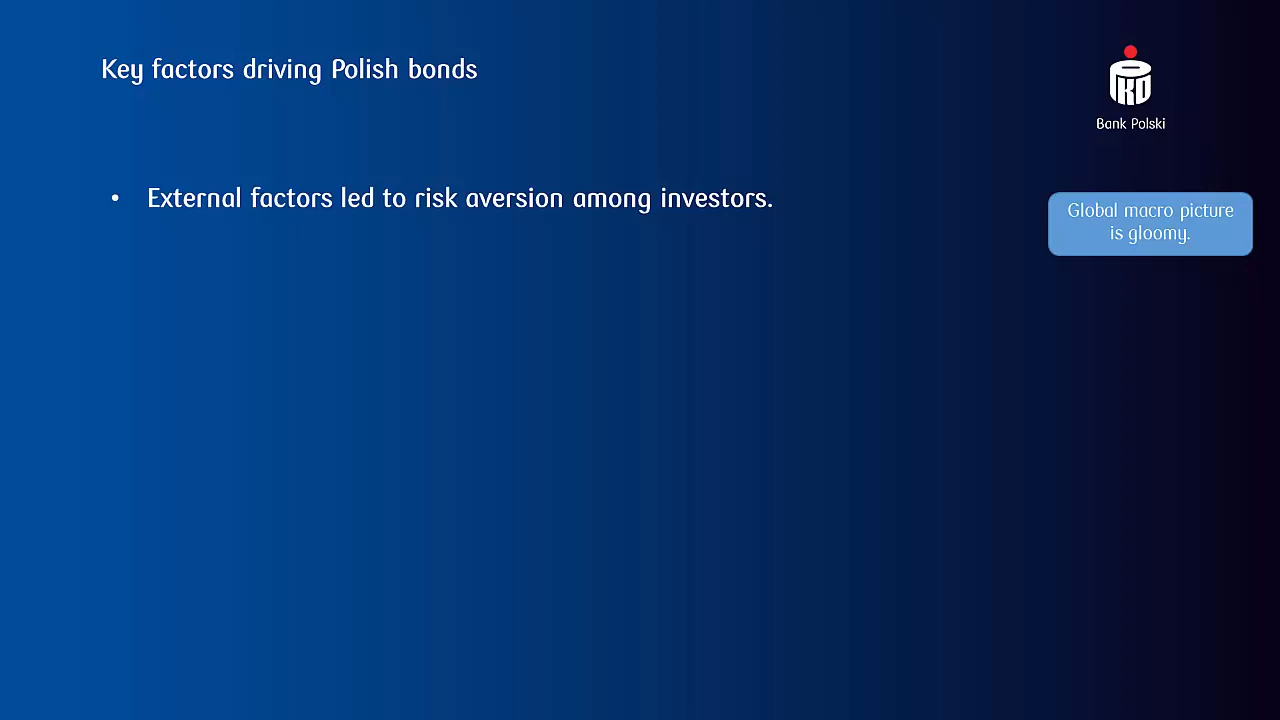 Key factors driving Polish bonds
PKO
Bank Polski
• External factors led to risk aversion among investors.
Global macro picture
is gloomy.